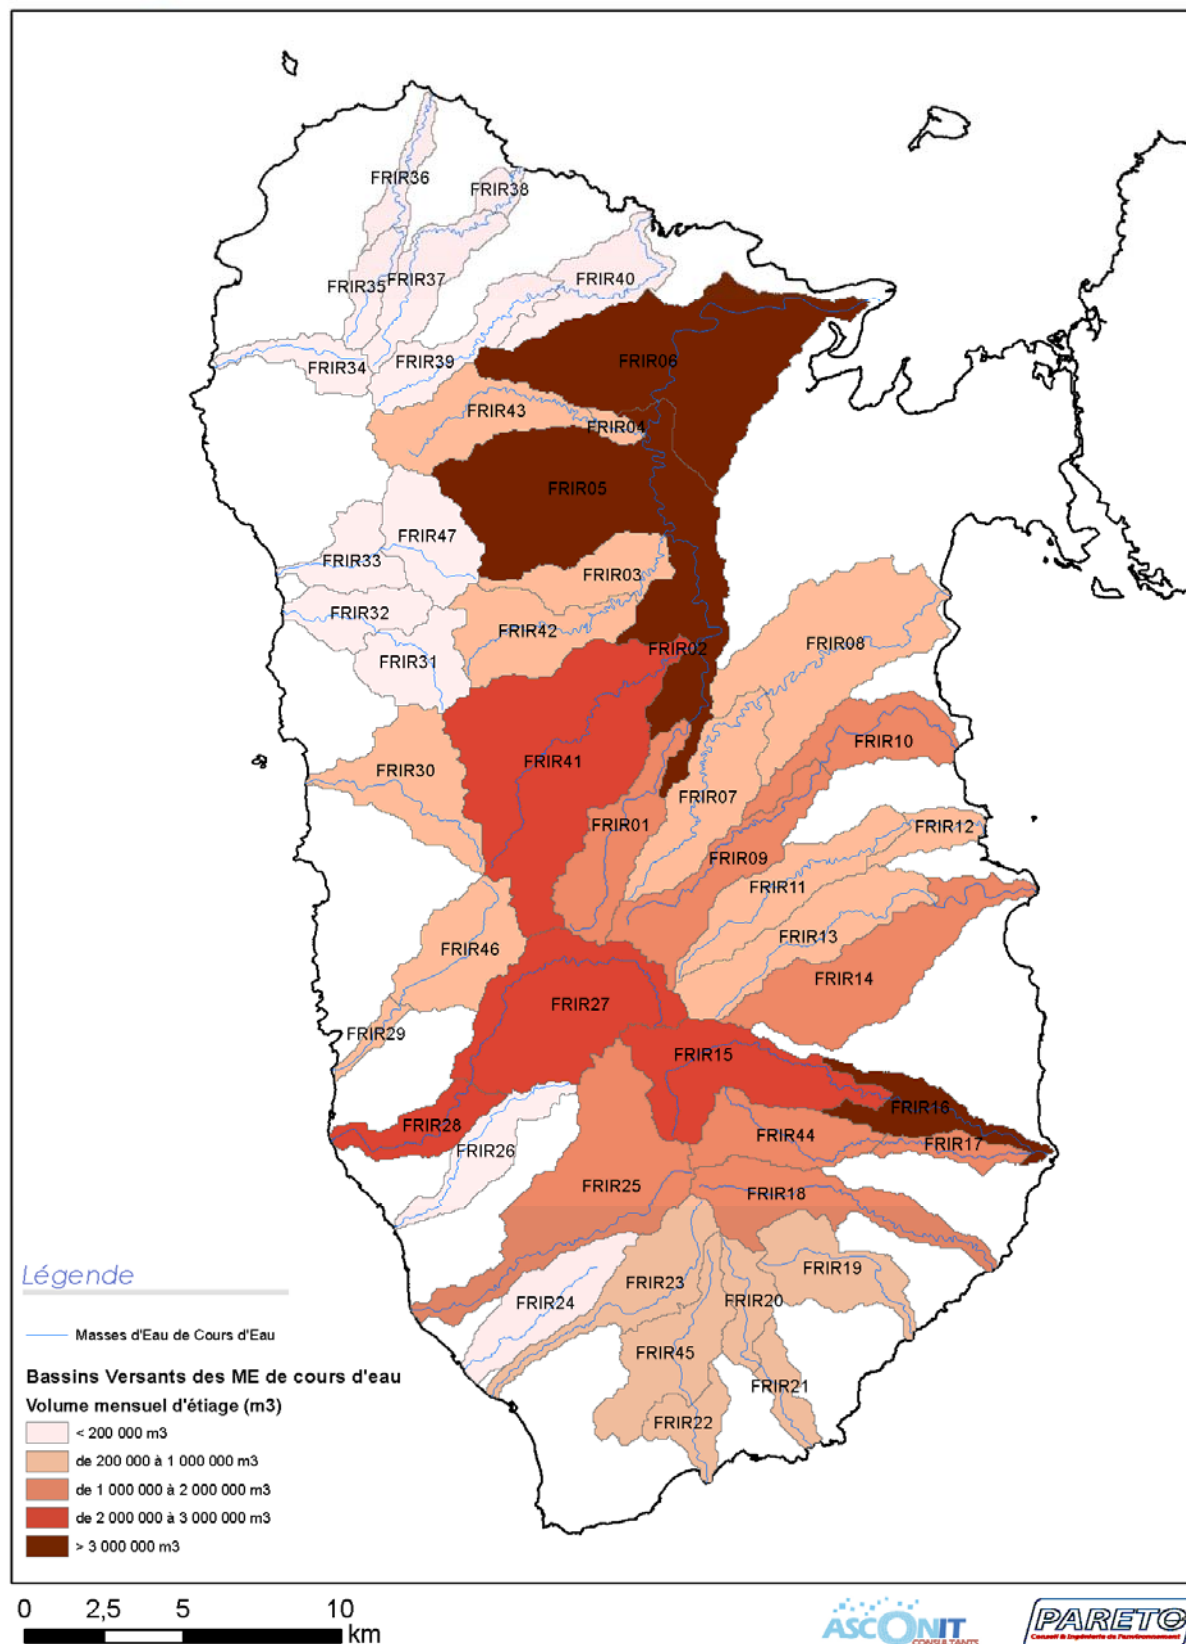 FRIR36
FRIR38
FRIR35
FRIR37
FRIR40
FRIR34
FRIR39
FRIR06
FRIR43
FRIR04
FRIR05
FRIR47
FRIR33
FRIR03
FRIR32
FRIR42
FRIR31
FRIR02
FRIR08
FRIR10
FRIR30
FRIR41
FRIR07
FRIR01
FRIR12
FRIR09
FRIR11
FRIR46
FRIR13
FRIR14
FRIR27
FRIR29
FRIR15
FRIR28
FRIR16
FRIR26
FRIR44
FRIR17
FRIR25
FRIR18
FRIR19
FRIR23
FRIR24
FRIR20
FRIR45
FRIR21
FRIR22
Légende
Masses d'Eau de Cours d'Eau
Bassins Versants des ME de cours d'eau
Volume mensuel d'étiage (m3)
< 200 000 m3
de 200 000 à 1 000 000 m3
de 1 000 000 à 2 000 000 m3
de 2 000 000 à 3 000 000 m3
> 3 000 000 m3
0 2,5 5 10
km
ASCONIT
CONSULTANTS
PARETO
Conseil & Ingénierie de l'environnement